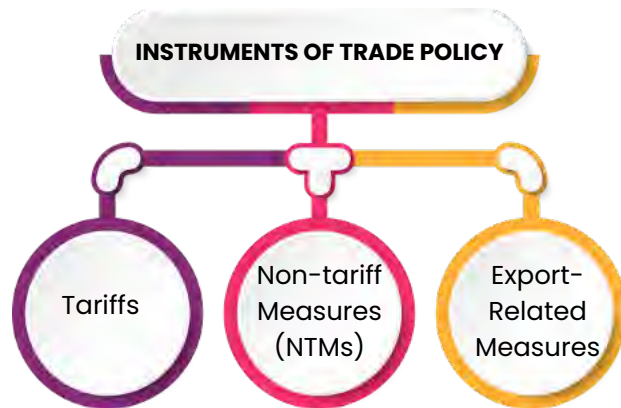 INSTRUMENTS OF TRADE POLICY
Tariffs
Non-tariff
Measures
(NTMs)
Export-
Related
Measures